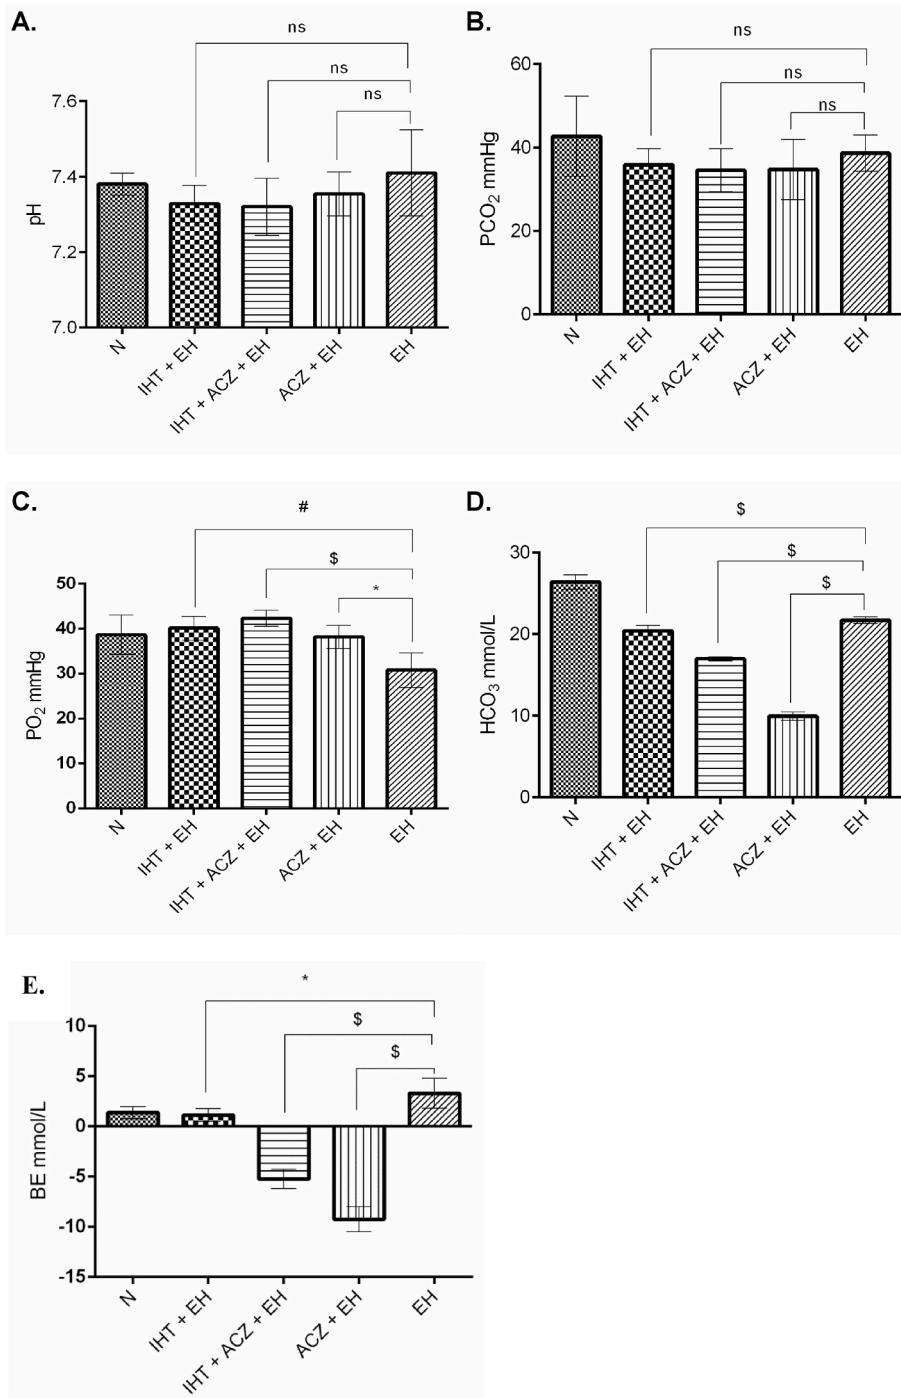 A.
ns
ns
ns
7.6
7.4
7.2
7.0
pH
N
IHT + EH
IHT + ACZ + EH
ACZ + EH
EH
B.
ns
ns
ns
60
40
20
0
PCO₂ mmHg
N
IHT + EH
IHT + ACZ + EH
ACZ + EH
EH
C.
#
$
*
50
40
30
20
10
0
PO₂ mmHg
N
IHT + EH
IHT + ACZ + EH
ACZ + EH
EH
D.
$
$
$
30
20
10
0
HCO₃ mmol/L
N
IHT + EH
IHT + ACZ + EH
ACZ + EH
EH
E.
*
$
$
10
5
0
-5
-10
-15
BE mmol/L
N
IHT + EH
IHT + ACZ + EH
ACZ + EH
EH